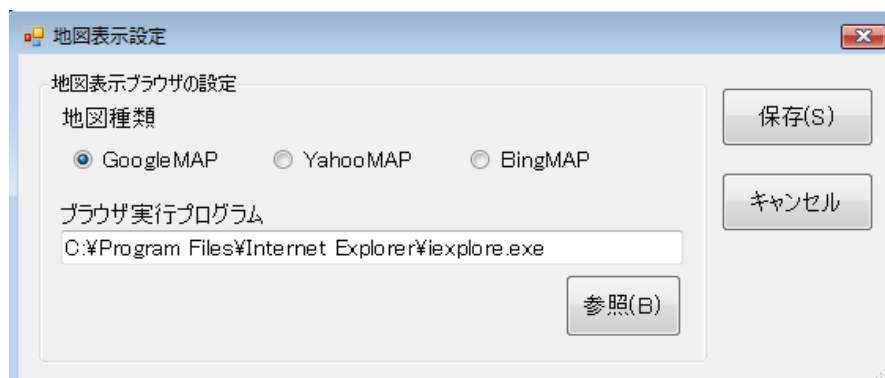 地図表示設定
地図表示ブラウザの設定
地図種類
GoogleMAP YahooMAP BingMAP
ブラウザ実行プログラム
C:¥Program Files¥Internet Explorer¥iexplore.exe
参照(B)
保存(S)
キャンセル